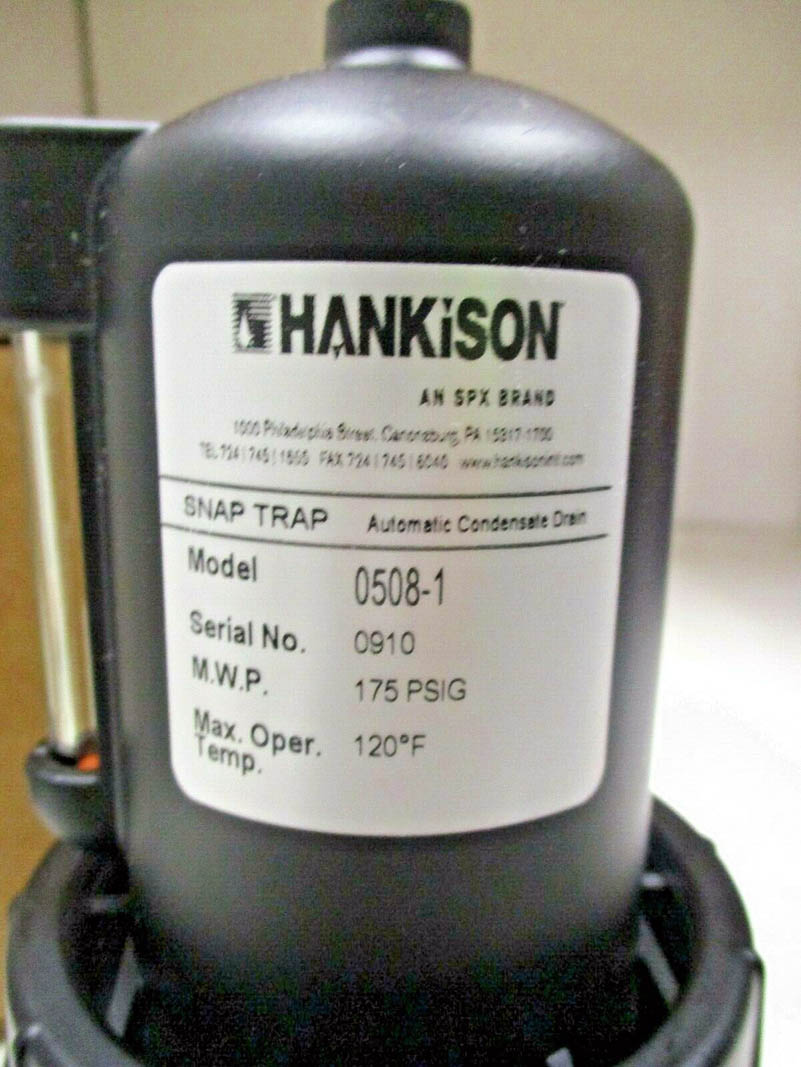 HANKiSON
AN SPX BRAND
1000 Philadelphia Street, Canonsburg, PA 15317-1700
TEL 724 | 745 | 1555 FAX 724 | 745 | 6040 www.hankisonintl.com
SNAP TRAP Automatic Condensate Drain
Model 0508-1
Serial No. 0910
M.W.P. 175 PSIG
Max. Oper. Temp. 120°F